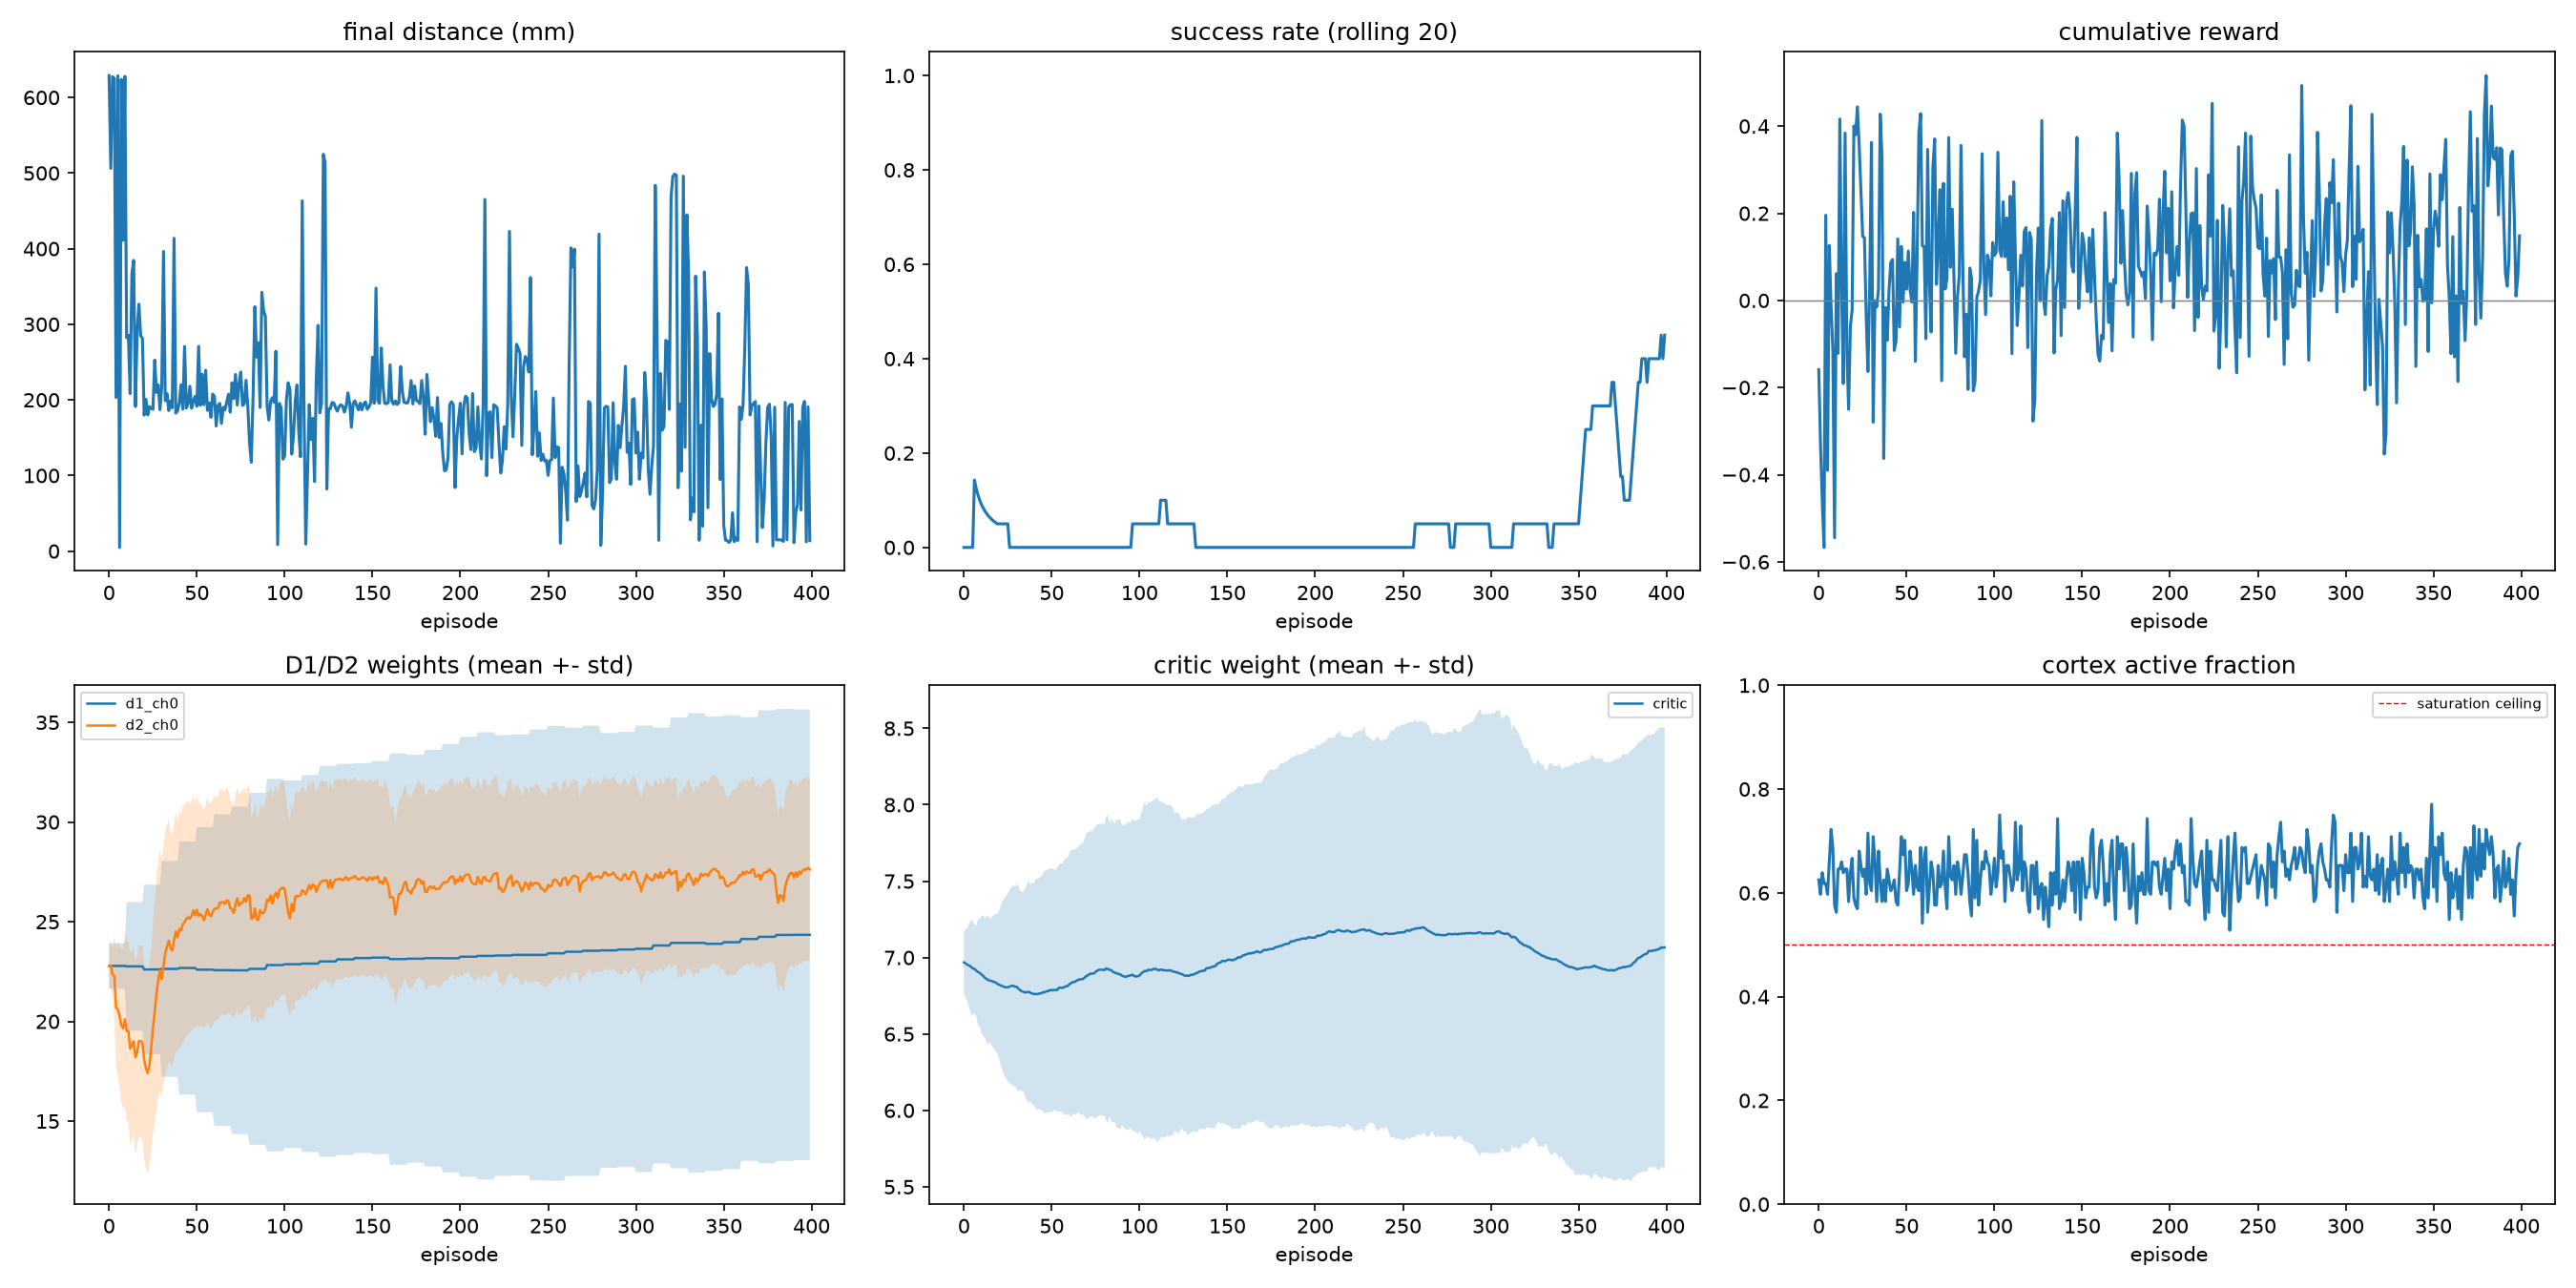 final distance (mm)
600
500
400
300
200
100
0
0 50 100 150 200 250 300 350 400
episode
success rate (rolling 20)
1.0
0.8
0.6
0.4
0.2
0.0
0 50 100 150 200 250 300 350 400
episode
cumulative reward
0.4
0.2
0.0
−0.2
−0.4
−0.6
0 50 100 150 200 250 300 350 400
episode
D1/D2 weights (mean +- std)
d1_ch0
d2_ch0
35
30
25
20
15
0 50 100 150 200 250 300 350 400
episode
critic weight (mean +- std)
critic
8.5
8.0
7.5
7.0
6.5
6.0
5.5
0 50 100 150 200 250 300 350 400
episode
cortex active fraction
saturation ceiling
1.0
0.8
0.6
0.4
0.2
0.0
0 50 100 150 200 250 300 350 400
episode